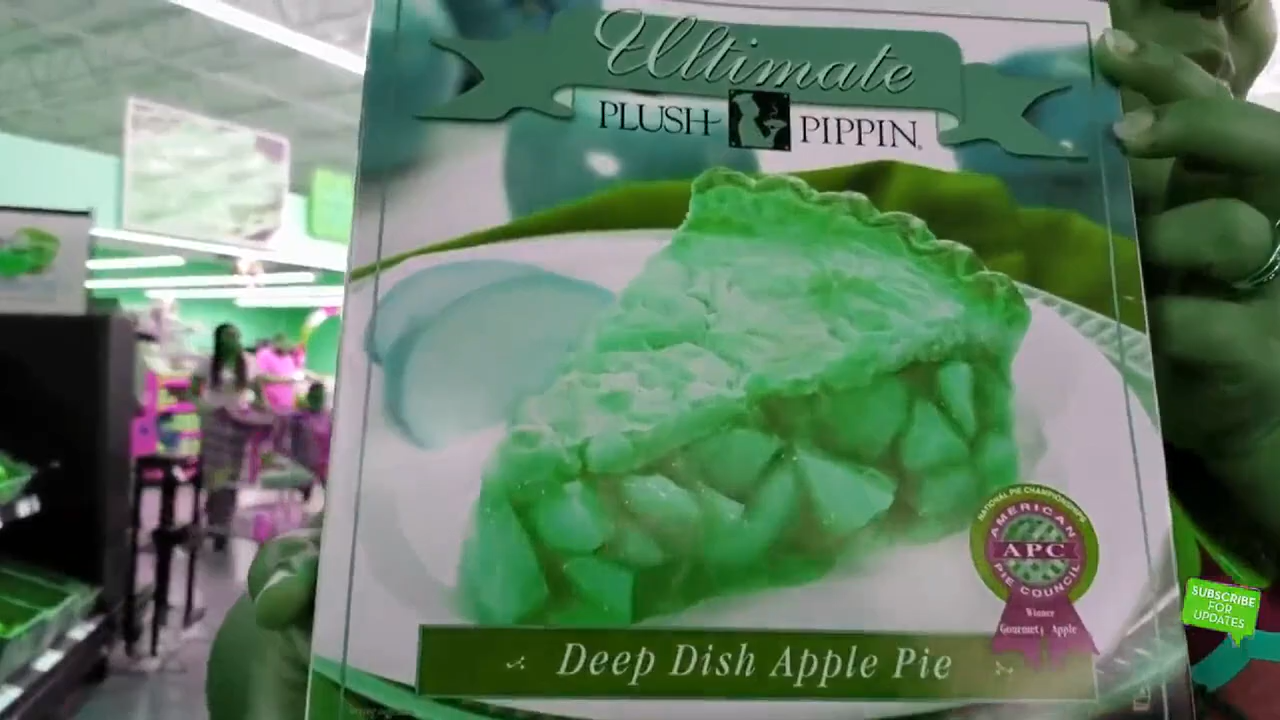 Ultimate
PLUSH PIPPIN®
NATIONAL PIE CHAMPIONSHIPS
AMERICAN
APC
PIE COUNCIL
Winner
Gourmet Apple
Deep Dish Apple Pie
SUBSCRIBE
FOR
UPDATES